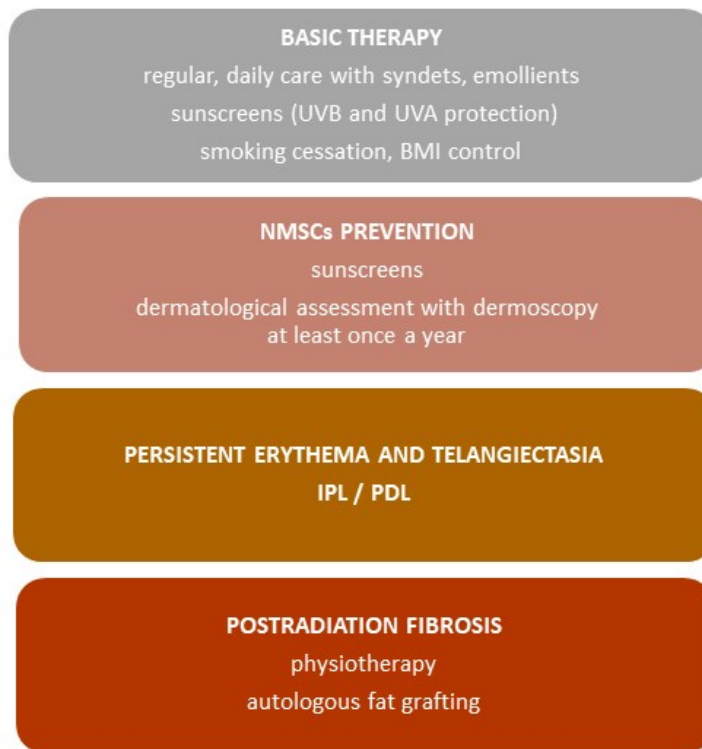 BASIC THERAPY
regular, daily care with syndets, emollients
sunscreens (UVB and UVA protection)
smoking cessation, BMI control
NMSCs PREVENTION
sunscreens
dermatological assessment with dermoscopy
at least once a year
PERSISTENT ERYTHEMA AND TELANGIECTASIA
IPL / PDL
POSTRADIATION FIBROSIS
physiotherapy
autologous fat grafting